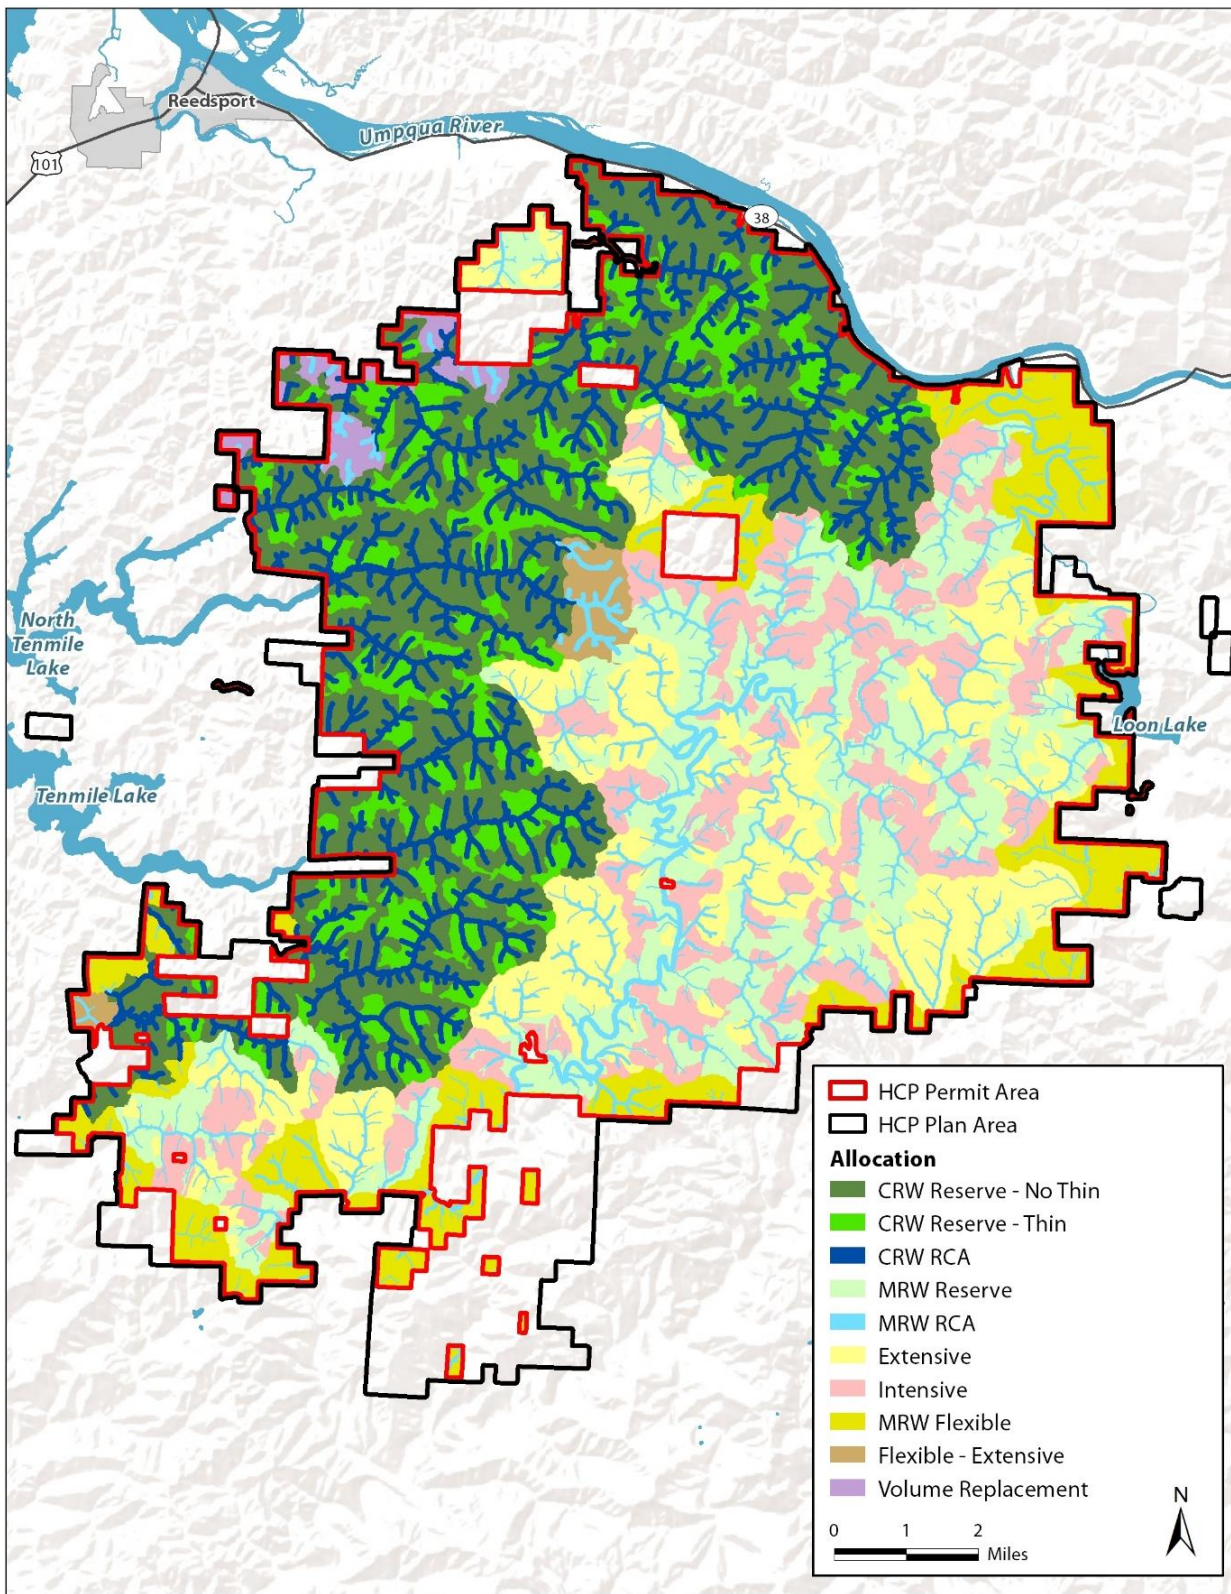 Reedsport
Umpqua River
101
38
North
Tenmile
Lake
Loon Lake
Tenmile Lake
HCP Permit Area
HCP Plan Area
Allocation
CRW Reserve - No Thin
CRW Reserve - Thin
CRW RCA
MRW Reserve
MRW RCA
Extensive
Intensive
MRW Flexible
Flexible - Extensive
Volume Replacement
N
0 1 2
Miles